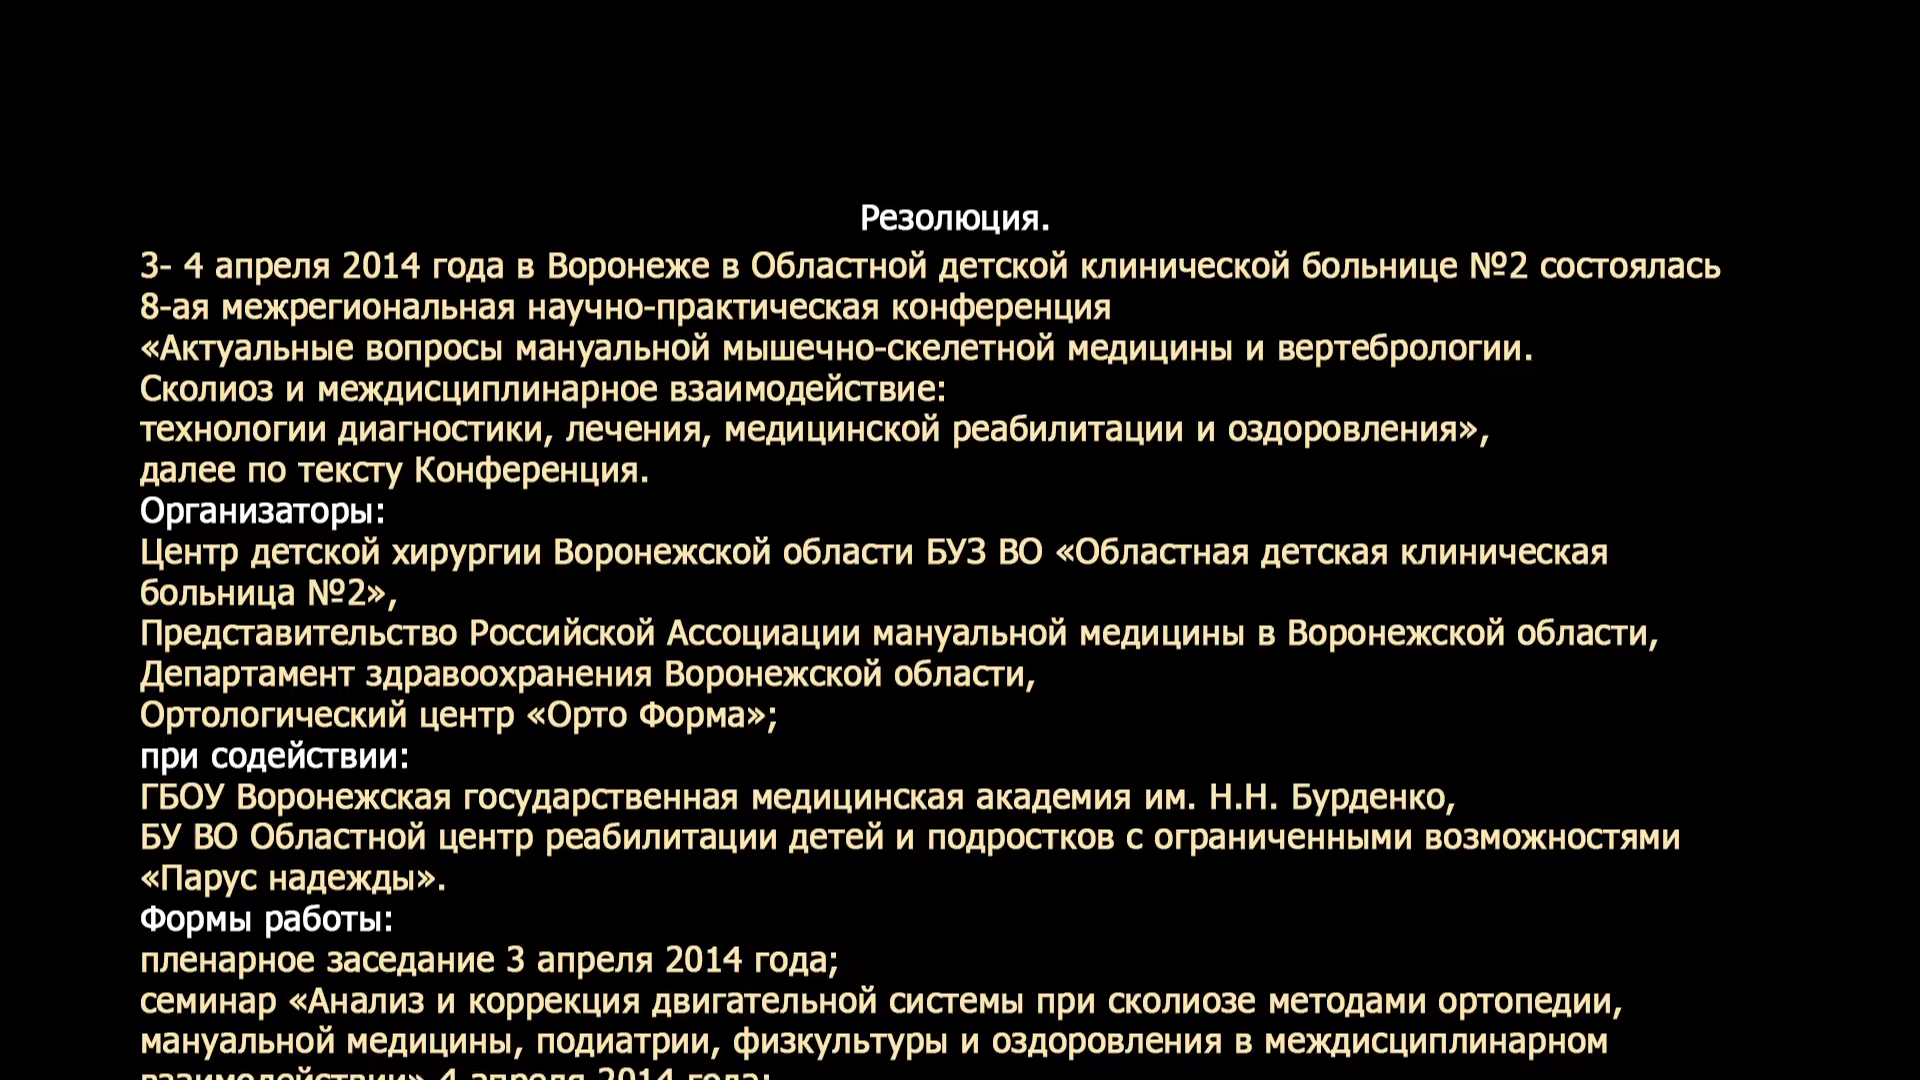 Резолюция.
3- 4 апреля 2014 года в Воронеже в Областной детской клинической больнице №2 состоялась
8-ая межрегиональная научно-практическая конференция
«Актуальные вопросы мануальной мышечно-скелетной медицины и вертебрологии.
Сколиоз и междисциплинарное взаимодействие:
технологии диагностики, лечения, медицинской реабилитации и оздоровления»,
далее по тексту Конференция.
Организаторы:
Центр детской хирургии Воронежской области БУЗ ВО «Областная детская клиническая
больница №2»,
Представительство Российской Ассоциации мануальной медицины в Воронежской области,
Департамент здравоохранения Воронежской области,
Ортологический центр «Орто Форма»;
при содействии:
ГБОУ Воронежская государственная медицинская академия им. Н.Н. Бурденко,
БУ ВО Областной центр реабилитации детей и подростков с ограниченными возможностями
«Парус надежды».
Формы работы:
пленарное заседание 3 апреля 2014 года;
семинар «Анализ и коррекция двигательной системы при сколиозе методами ортопедии,
мануальной медицины, подиатрии, физкультуры и оздоровления в междисциплинарном
взаимодействии» 4 апреля 2014 года;